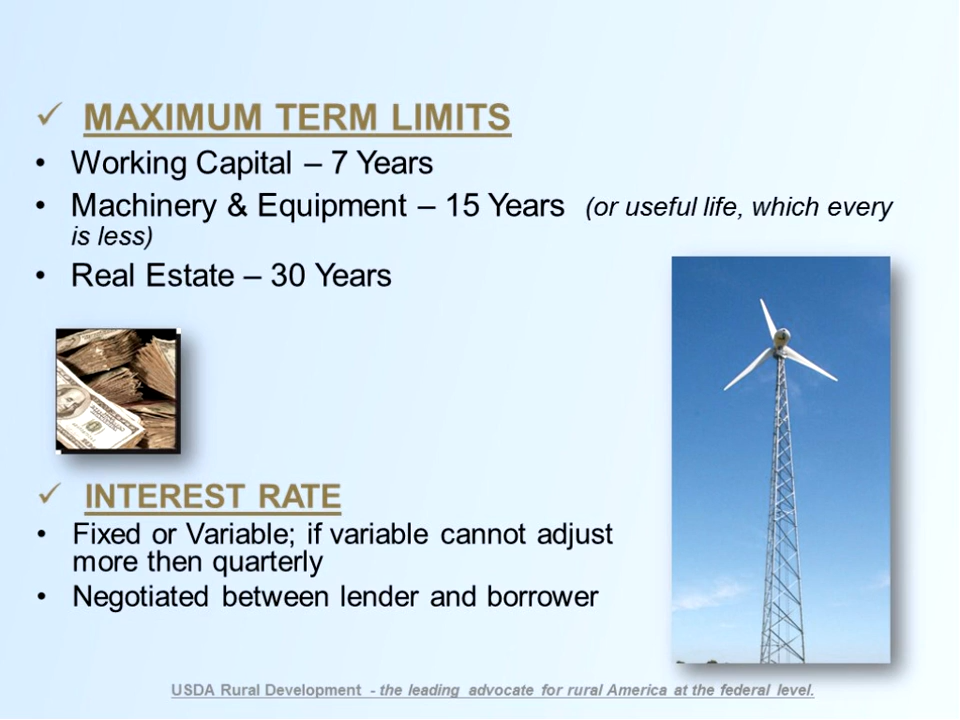 ✓ MAXIMUM TERM LIMITS
• Working Capital – 7 Years
• Machinery & Equipment – 15 Years (or useful life, which every
is less)
• Real Estate – 30 Years
✓ INTEREST RATE
• Fixed or Variable; if variable cannot adjust
more then quarterly
• Negotiated between lender and borrower
USDA Rural Development - the leading advocate for rural America at the federal level.